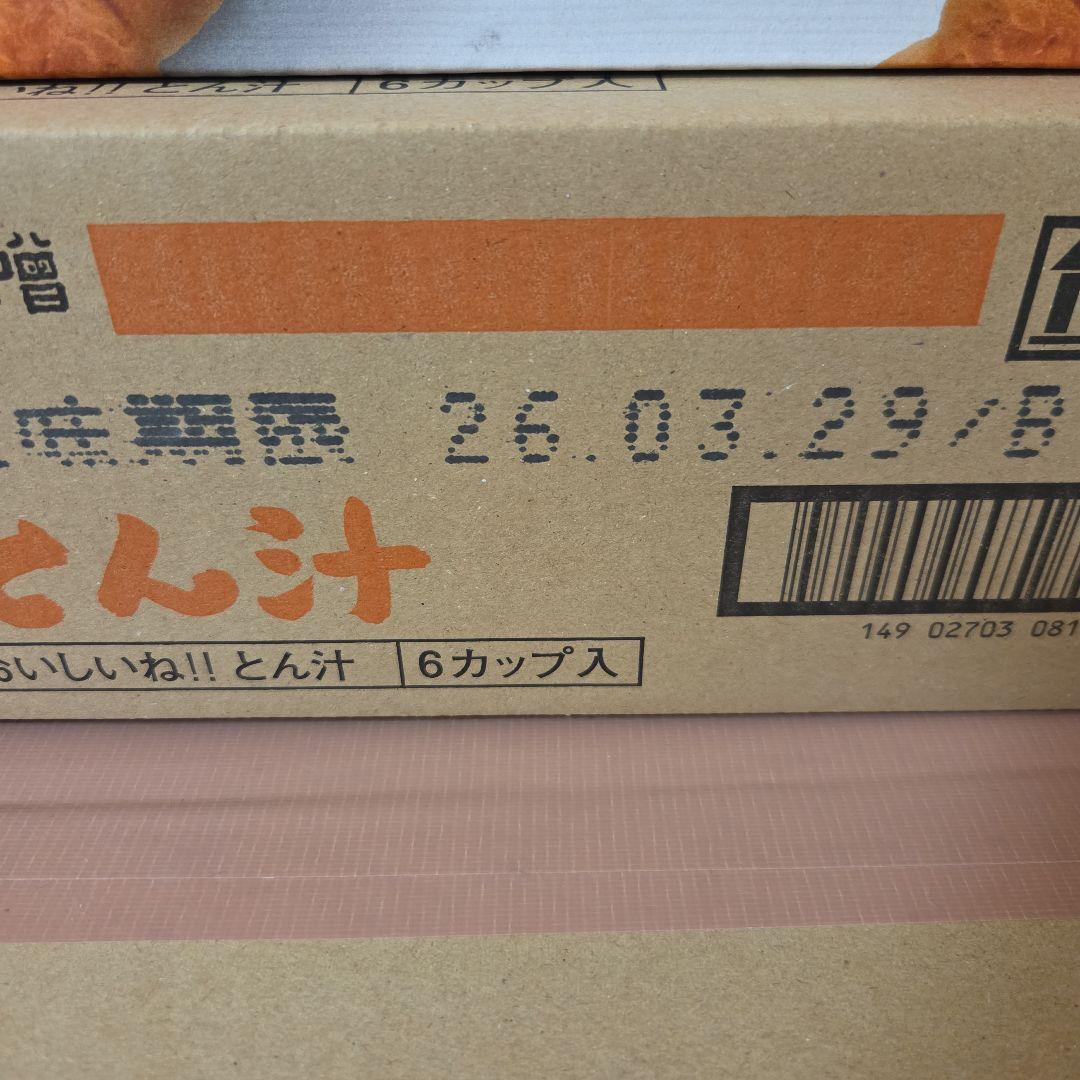 いね!! とん汁 6カップ入
噌
味期限 26.03.29/B
とん汁
おいしいね!! とん汁 6カップ入
149 02703 081